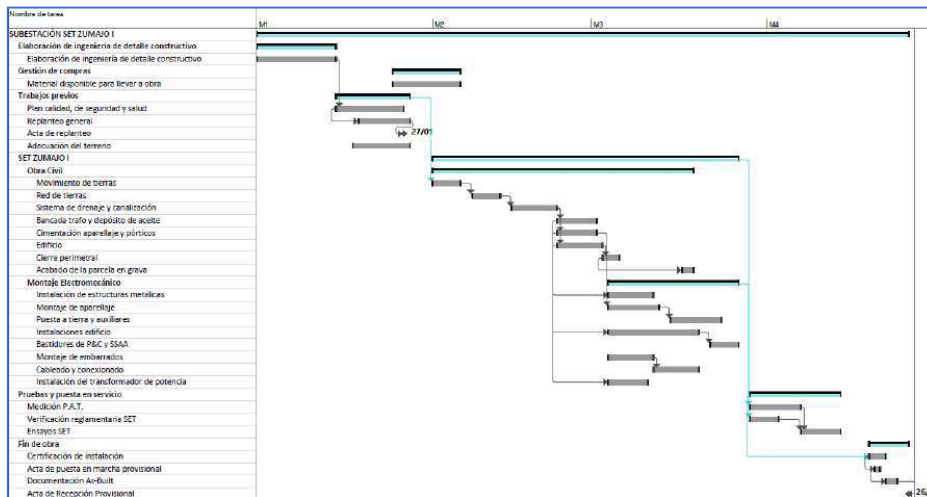 Nombre de tarea
M1 M2 M3 M4
SUBESTACIÓN SET ZUMAJO I
Elaboración de ingeniería de detalle constructivo
Elaboración de ingeniería de detalle constructivo
Gestión de compras
Material disponible para llevar a obra
Trabajos previos
Plan calidad, de seguridad y salud
Replanteo general
Acta de replanteo 27/01
Adecuación del terreno
SET ZUMAJO I
Obra Civil
Movimiento de tierras
Red de tierras
Sistema de drenaje y canalización
Bancada trafo y depósito de aceite
Cimentación aparellaje y pórticos
Edificio
Cierre perimetral
Acabado de la parcela en grava
Montaje Electromecánico
Instalación de estructuras metálicas
Montaje de aparellaje
Puesta a tierra y auxiliares
Instalaciones edificio
Bastidores de P&C y SSAA
Montaje de embarrados
Cableado y conexionado
Instalación del transformador de potencia
Pruebas y puesta en servicio
Medición P.A.T.
Verificación reglamentaria SET
Ensayos SET
Fin de obra
Certificación de instalación
Acta de puesta en marcha provisional
Documentación As-Built
Acta de Recepción Provisional